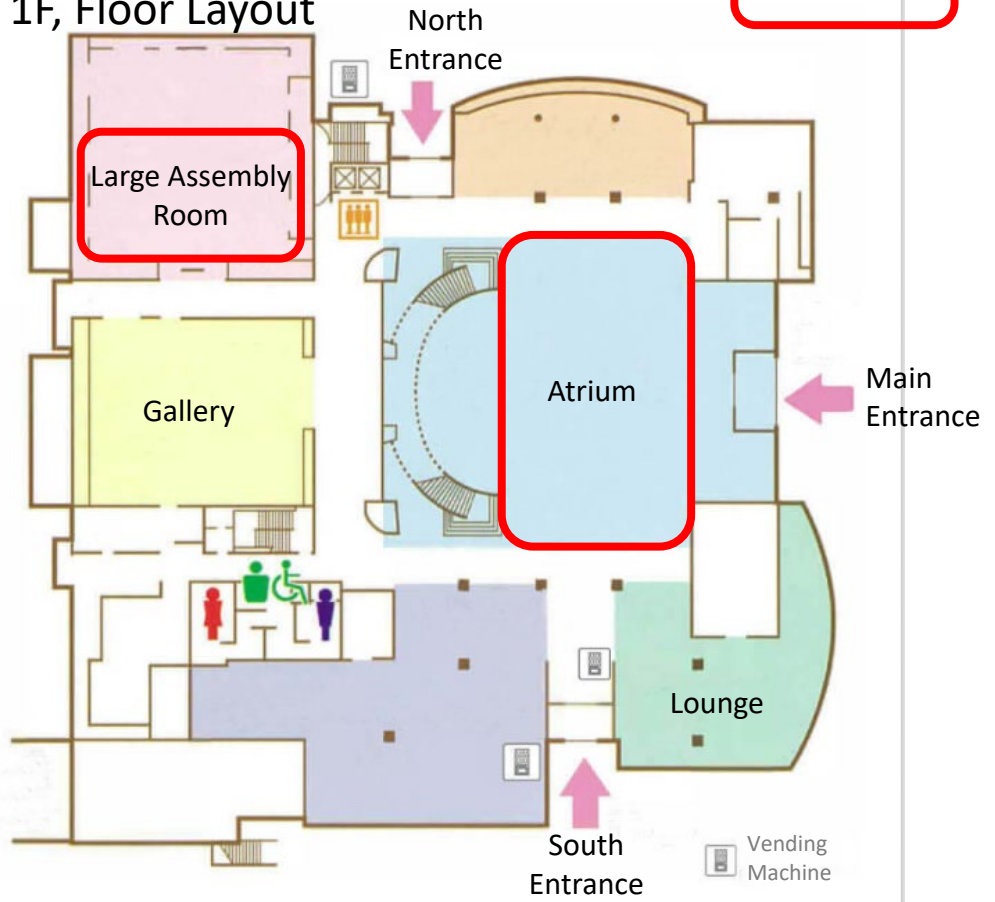 1F, Floor Layout
North
Entrance
Large Assembly
Room
Atrium
Main
Entrance
Gallery
Lounge
South
Entrance
Vending
Machine